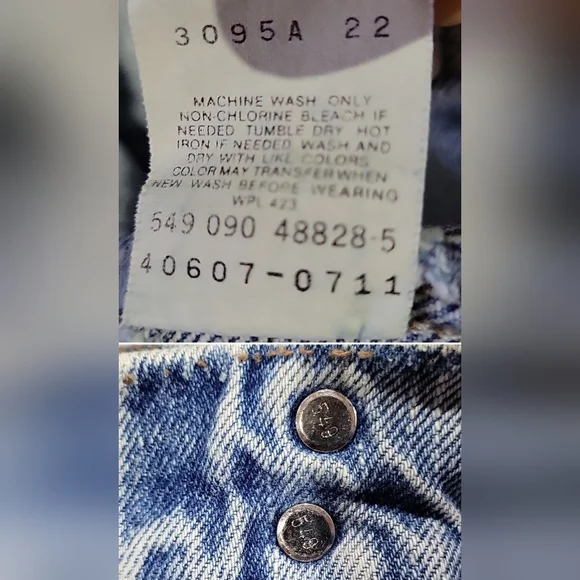 3095A 22
MACHINE WASH ONLY
NON-CHLORINE BLEACH IF
NEEDED TUMBLE DRY HOT
IRON IF NEEDED WASH AND
DRY WITH LIKE COLORS
COLOR MAY TRANSFER WHEN
NEW WASH BEFORE WEARING
WPL 423
549 090 48828-5
40607-0711